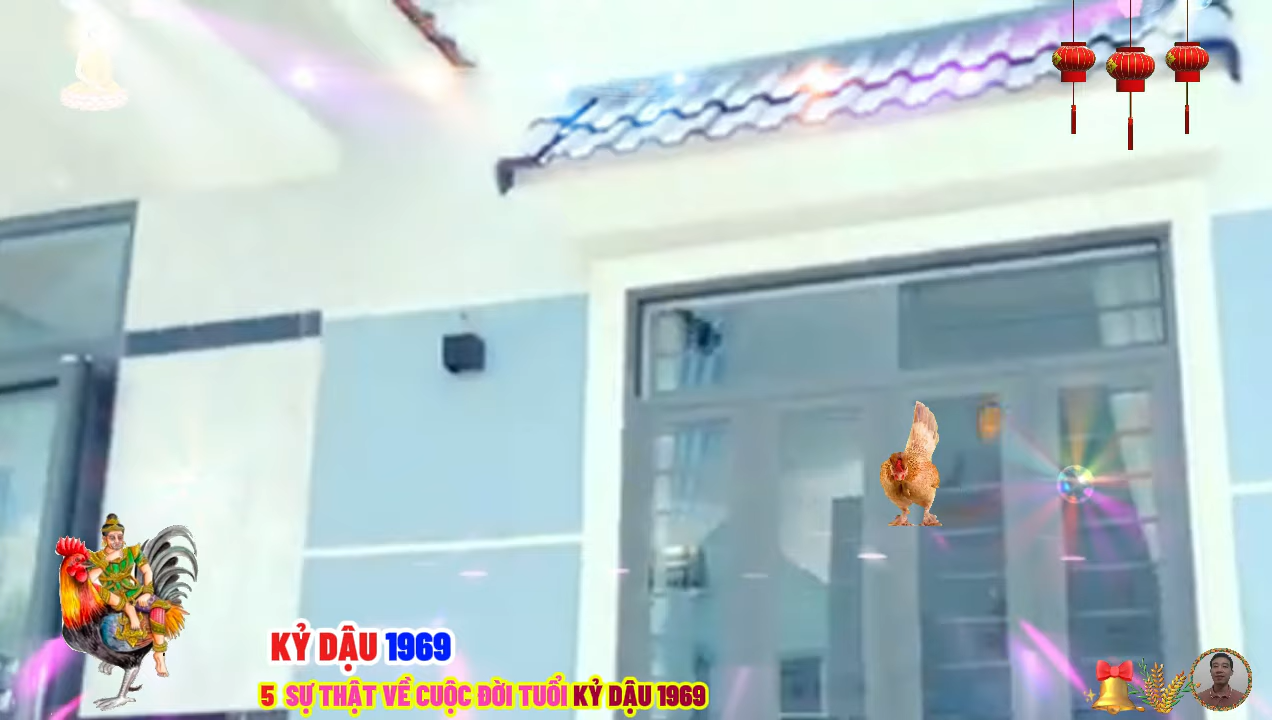 KỶ DẬU 1969
5 SỰ THẬT VỀ CUỘC ĐỜI TUỔI KỶ DẬU 1969